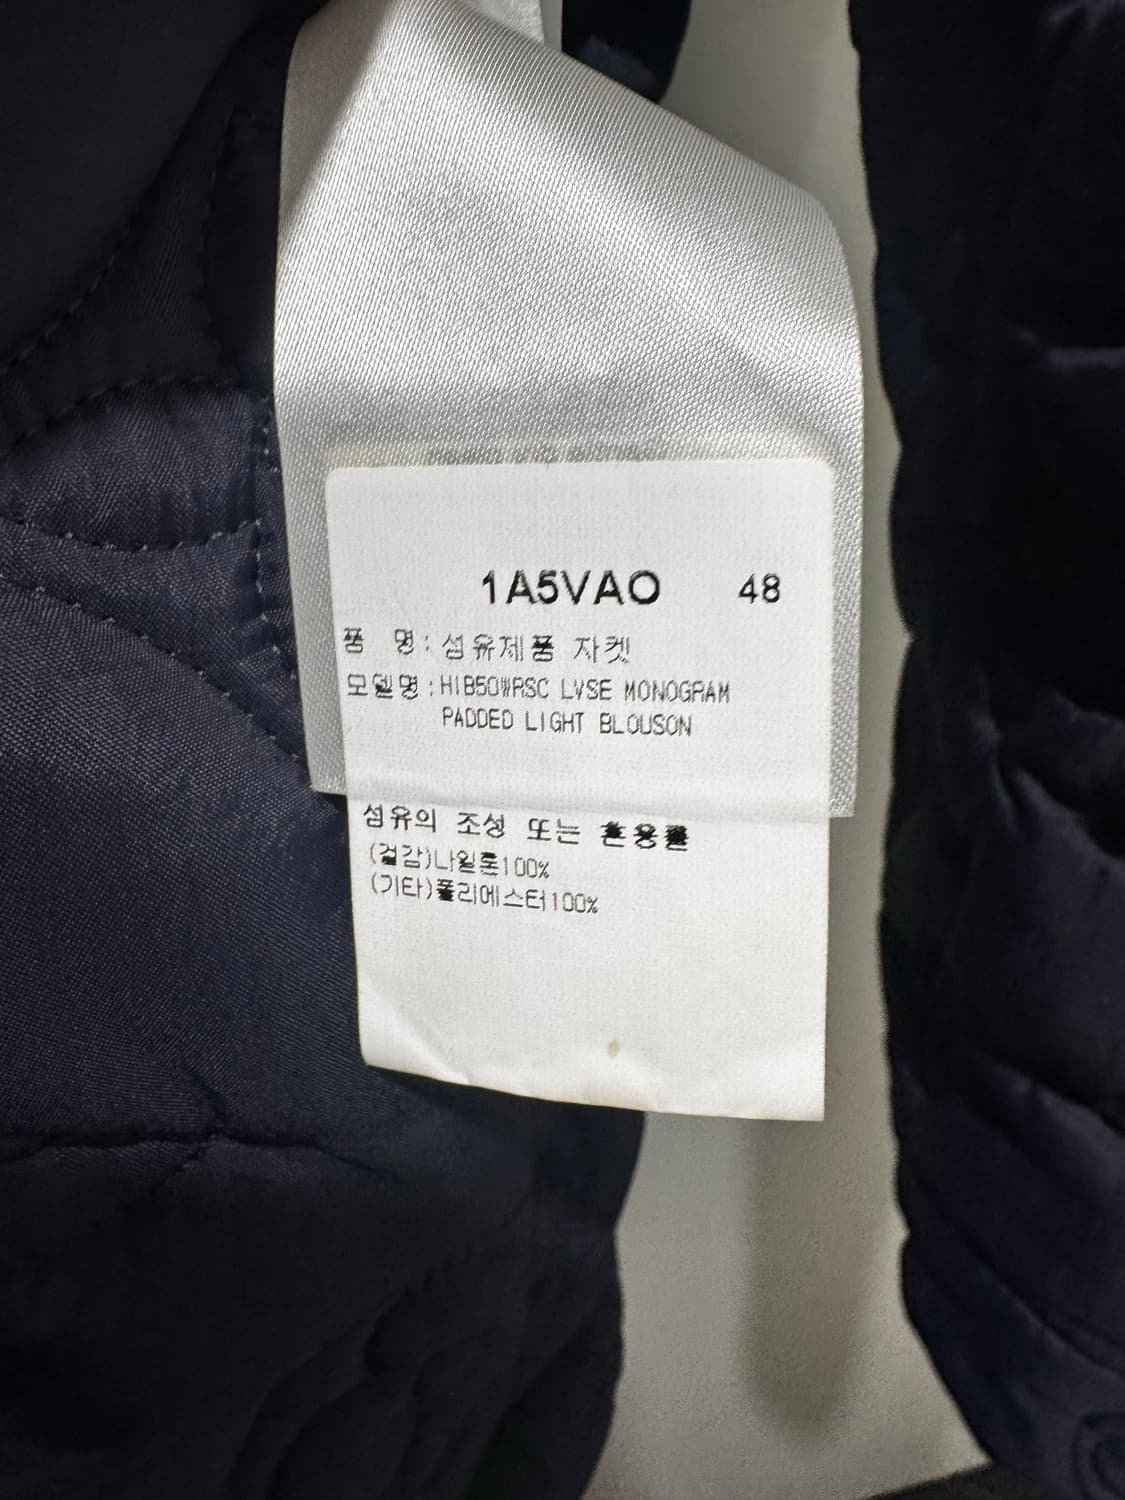 1A5VAO 48
품 명 : 섬유제품 자켓
모델명 : HIB50WRSC LVSE MONOGRAM
PADDED LIGHT BLOUSON
섬유의 조성 또는 혼용률
(겉감)나일론100%
(기타)폴리에스터100%